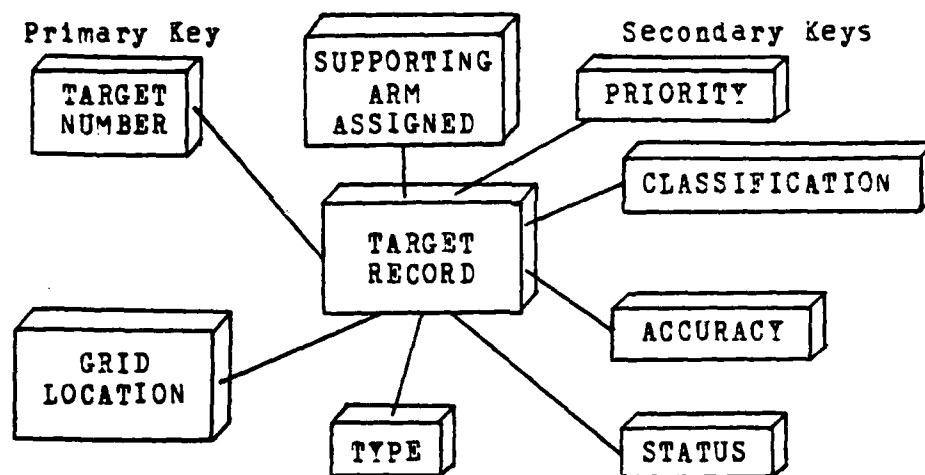 Primary Key
Secondary Keys
TARGET
NUMBER
SUPPORTING
ARM
ASSIGNED
PRIORITY
CLASSIFICATION
TARGET
RECORD
ACCURACY
GRID
LOCATION
TYPE
STATUS